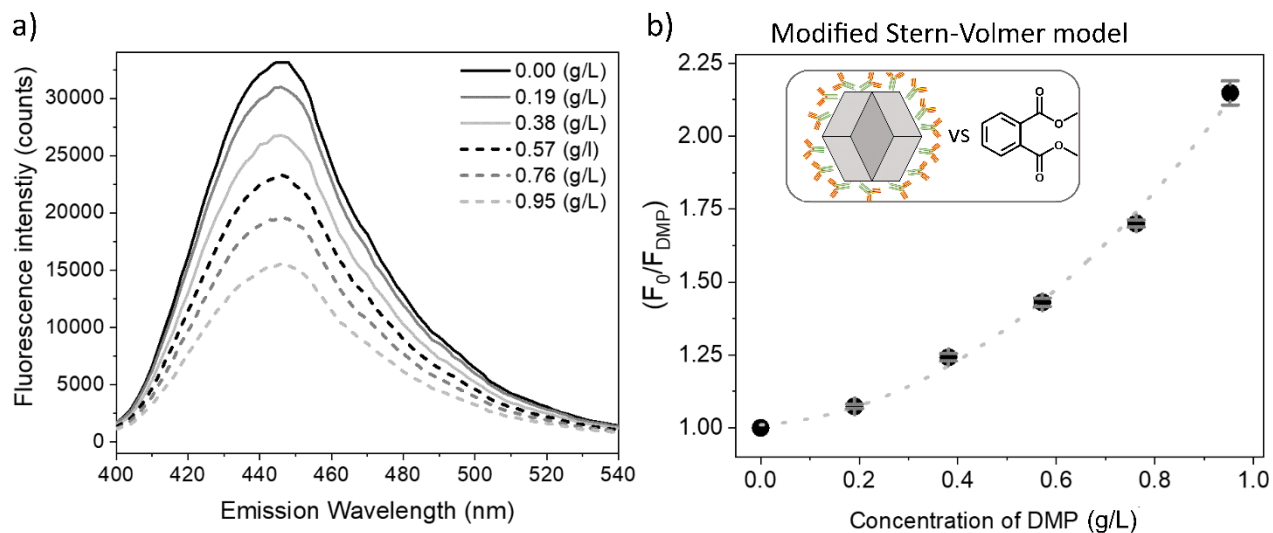 a)
Fluorescence intenstiy (counts)
30000
25000
20000
15000
10000
5000
0
400
420
440
460
480
500
520
540
Emission Wavelength (nm)
0.00 (g/L)
0.19 (g/L)
0.38 (g/L)
0.57 (g/l)
0.76 (g/L)
0.95 (g/L)
b)
Modified Stern-Volmer model
(F₀/F_DMP)
2.25
2.00
1.75
1.50
1.25
1.00
0.0
0.2
0.4
0.6
0.8
1.0
Concentration of DMP (g/L)
vs
O
O
O
O